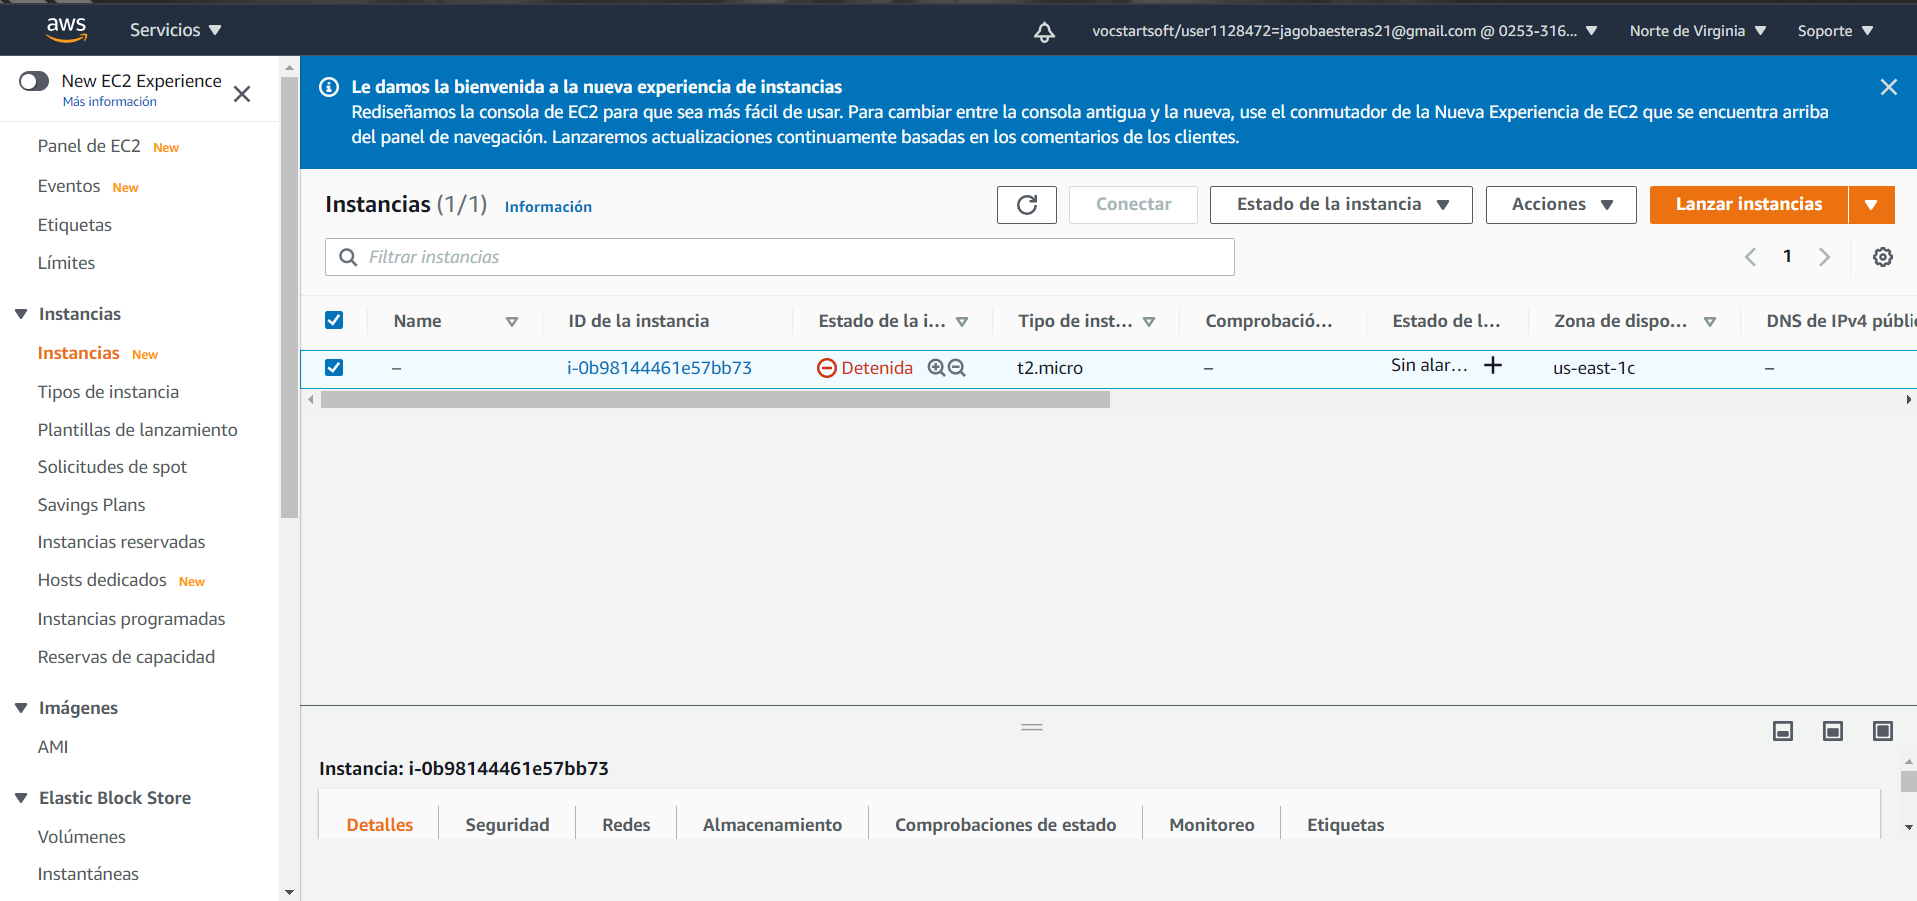 aws
Servicios
vocstartsoft/user1128472=jagobaesteras21@gmail.com @ 0253-316...
Norte de Virginia
Soporte
New EC2 Experience
Más información
Panel de EC2 New
Eventos New
Etiquetas
Límites
Instancias
Instancias New
Tipos de instancia
Plantillas de lanzamiento
Solicitudes de spot
Savings Plans
Instancias reservadas
Hosts dedicados New
Instancias programadas
Reservas de capacidad
Imágenes
AMI
Elastic Block Store
Volúmenes
Instantáneas
Le damos la bienvenida a la nueva experiencia de instancias
Rediseñamos la consola de EC2 para que sea más fácil de usar. Para cambiar entre la consola antigua y la nueva, use el conmutador de la Nueva Experiencia de EC2 que se encuentra arriba
del panel de navegación. Lanzaremos actualizaciones continuamente basadas en los comentarios de los clientes.
Instancias (1/1) Información
Conectar
Estado de la instancia
Acciones
Lanzar instancias
Filtrar instancias
1
Name ID de la instancia Estado de la i... Tipo de inst... Comprobació... Estado de l... Zona de dispo... DNS de IPv4 públi
– i-0b98144461e57bb73 Detenida t2.micro – Sin alar... us-east-1c –
Instancia: i-0b98144461e57bb73
Detalles Seguridad Redes Almacenamiento Comprobaciones de estado Monitoreo Etiquetas